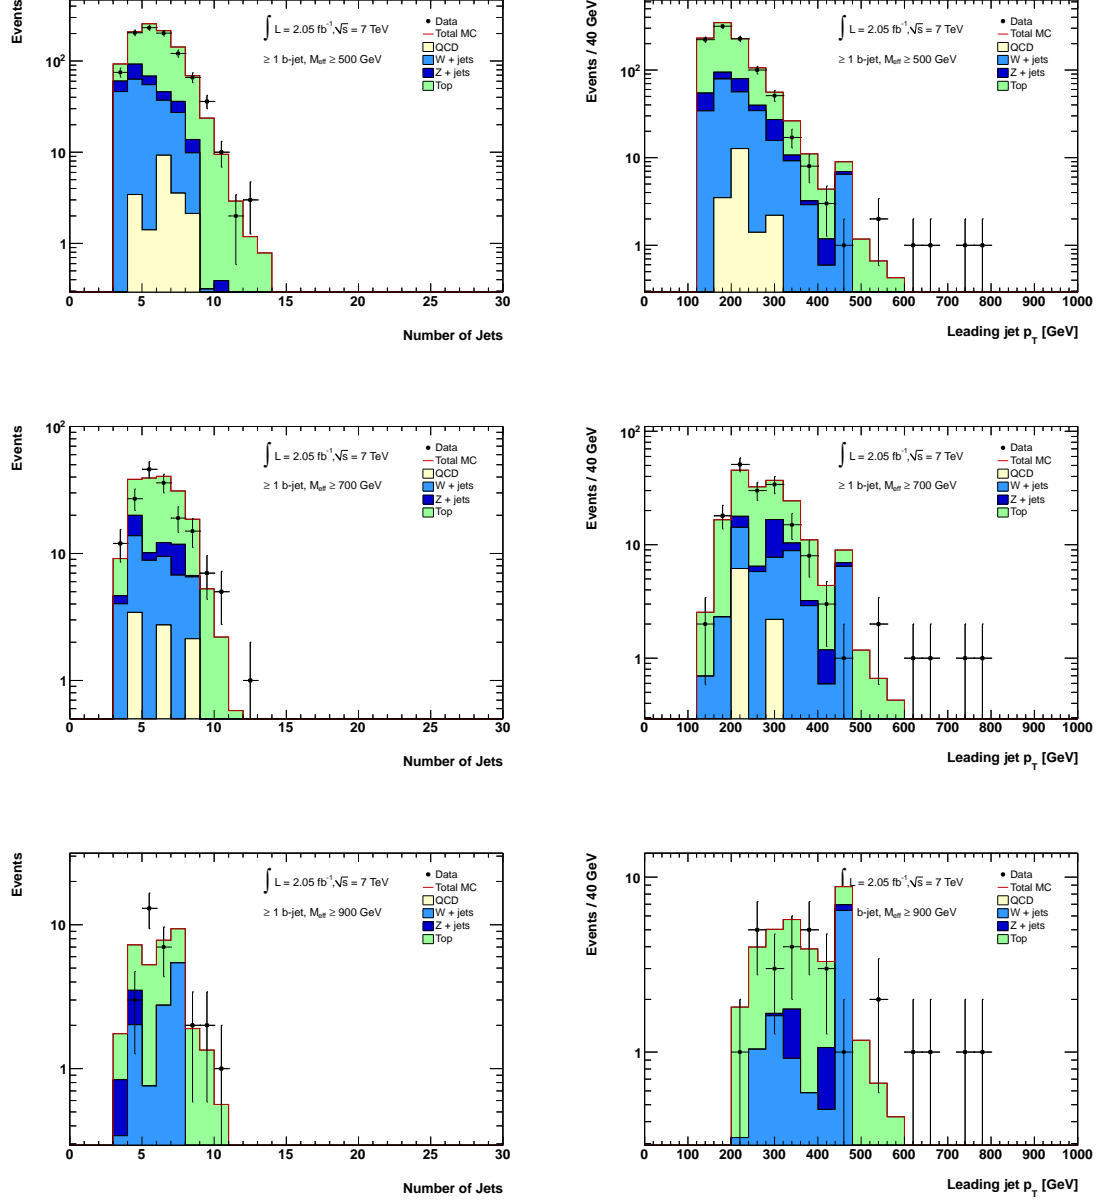 Events
10²
10
1
∫ L = 2.05 fb⁻¹,√s = 7 TeV
≥ 1 b-jet, M_eff ≥ 500 GeV
Data
Total MC
QCD
W + jets
Z + jets
Top
0 5 10 15 20 25 30
Number of Jets
Events / 40 GeV
10²
10
1
∫ L = 2.05 fb⁻¹,√s = 7 TeV
≥ 1 b-jet, M_eff ≥ 500 GeV
Data
Total MC
QCD
W + jets
Z + jets
Top
0 100 200 300 400 500 600 700 800 900 1000
Leading jet p_T [GeV]
Events
10²
10
1
∫ L = 2.05 fb⁻¹,√s = 7 TeV
≥ 1 b-jet, M_eff ≥ 700 GeV
Data
Total MC
QCD
W + jets
Z + jets
Top
0 5 10 15 20 25 30
Number of Jets
Events / 40 GeV
10²
10
1
∫ L = 2.05 fb⁻¹,√s = 7 TeV
≥ 1 b-jet, M_eff ≥ 700 GeV
Data
Total MC
QCD
W + jets
Z + jets
Top
0 100 200 300 400 500 600 700 800 900 1000
Leading jet p_T [GeV]
Events
10
1
∫ L = 2.05 fb⁻¹,√s = 7 TeV
≥ 1 b-jet, M_eff ≥ 900 GeV
Data
Total MC
QCD
W + jets
Z + jets
Top
0 5 10 15 20 25 30
Number of Jets
Events / 40 GeV
10
1
L = 2.05 fb⁻¹,√s = 7 TeV
b-jet, M_eff ≥ 900 GeV
Data
Total MC
QCD
W + jets
Z + jets
Top
0 100 200 300 400 500 600 700 800 900 1000
Leading jet p_T [GeV]